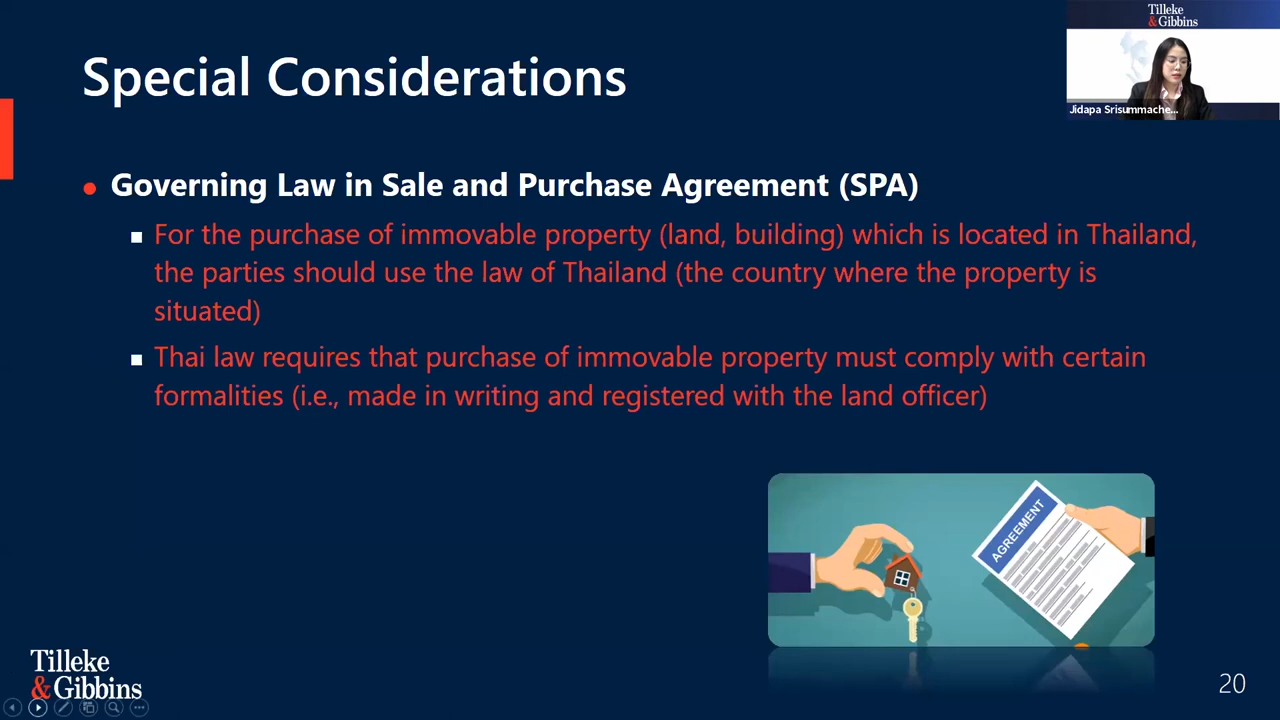 Special Considerations
Tilleke
& Gibbins
Jidapa Srisummache...
Governing Law in Sale and Purchase Agreement (SPA)
For the purchase of immovable property (land, building) which is located in Thailand,
the parties should use the law of Thailand (the country where the property is
situated)
Thai law requires that purchase of immovable property must comply with certain
formalities (i.e., made in writing and registered with the land officer)
AGREEMENT
Tilleke
& Gibbins
20